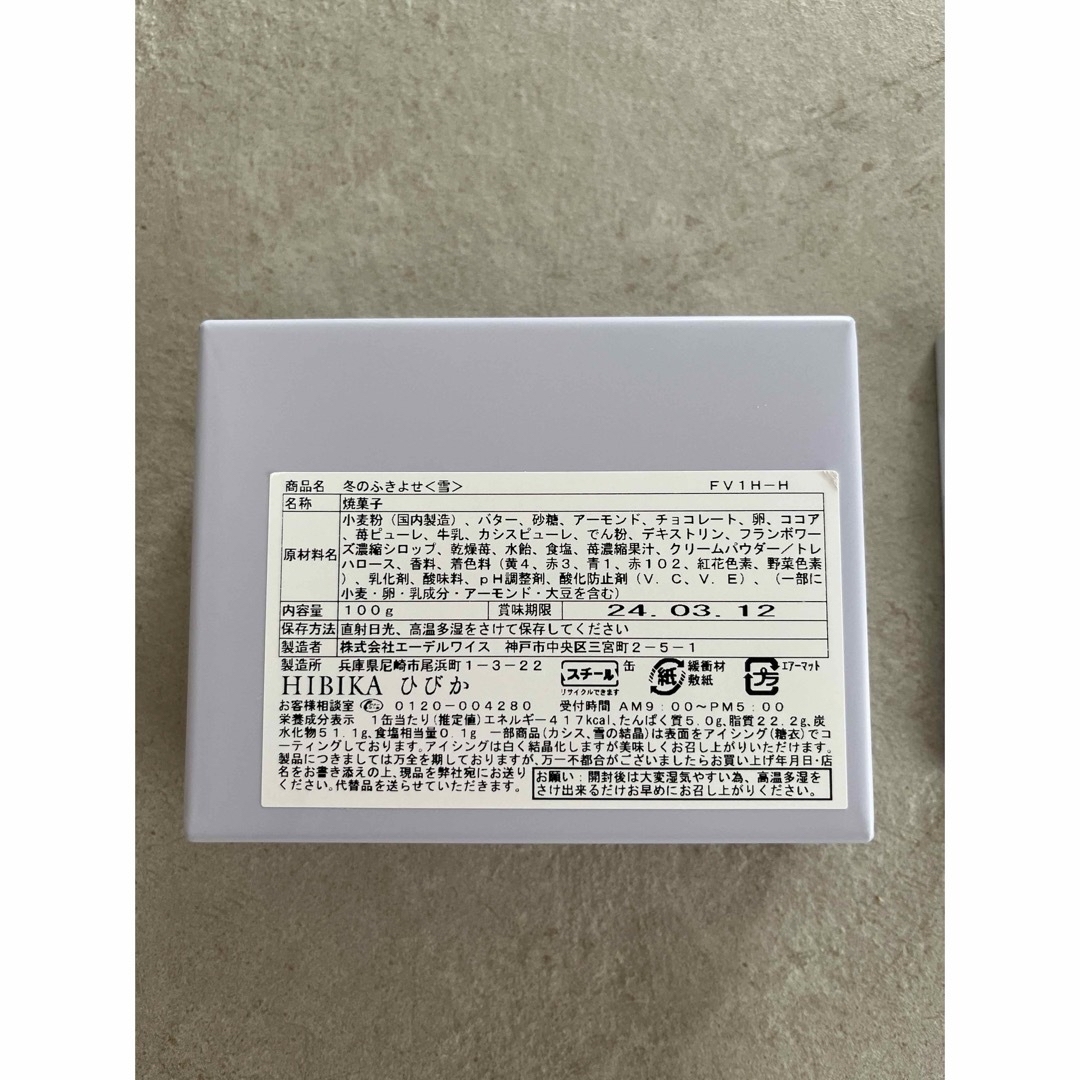 商品名 冬のふきよせ<雪> FV1H-H
名称 焼菓子
原材料名 小麦粉(国内製造)、バター、砂糖、アーモンド、チョコレート、卵、ココア
、苺ピューレ、牛乳、カシスピューレ、でん粉、デキストリン、フランボワー
ズ濃縮シロップ、乾燥苺、水飴、食塩、苺濃縮果汁、クリームパウダー/トレ
ハロース、香料、着色料(黄4、赤3、青1、赤102、紅花色素、野菜色素
)、乳化剤、酸味料、pH調整剤、酸化防止剤(V.C、V.E)、(一部に
小麦・卵・乳成分・アーモンド・大豆を含む)
内容量 100g 賞味期限 24.03.12
保存方法 直射日光、高温多湿をさけて保存してください
製造者 株式会社エーデルワイス 神戸市中央区三宮町2-5-1
製造所 兵庫県尼崎市尾浜町1-3-22
スチール 缶 紙 緩衝材 敷紙 プラ エアーマット
リサイクルできます
HIBIKA ひびか
お客様相談室 0120-004280 受付時間 AM9:00~PM5:00
栄養成分表示 1缶当たり(推定値)エネルギー417kcal、たんぱく質5.0g、脂質22.2g、炭
水化物51.1g、食塩相当量0.1g 一部商品(カシス、雪の結晶)は表面をアイシング(糖衣)でコ
ーティングしております。アイシングは白く結晶化しますが美味しくお召し上がりいただけます。
製品につきましては万全を期しておりますが、万一不都合がございましたらお買い上げ年月日・店
名をお書き添えの上、現品を弊社宛にお送り
ください。代替品を送らせていただきます。
お願い:開封後は大変湿気やすい為、高温多湿を
さけ出来るだけお早めにお召し上がりください。